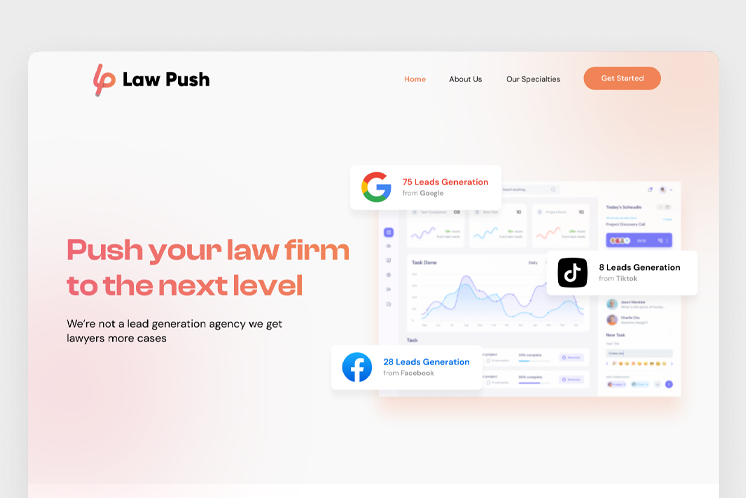 Law Push
Home
About Us
Our Specialties
Get Started
75 Leads Generation
from Google
Push your law firm
to the next level
We're not a lead generation agency we get
lawyers more cases
Today's Schedule
Project Discovery Call
Task Done
Daily
8 Leads Generation
from Tiktok
28 Leads Generation
from Facebook
Task
New Task